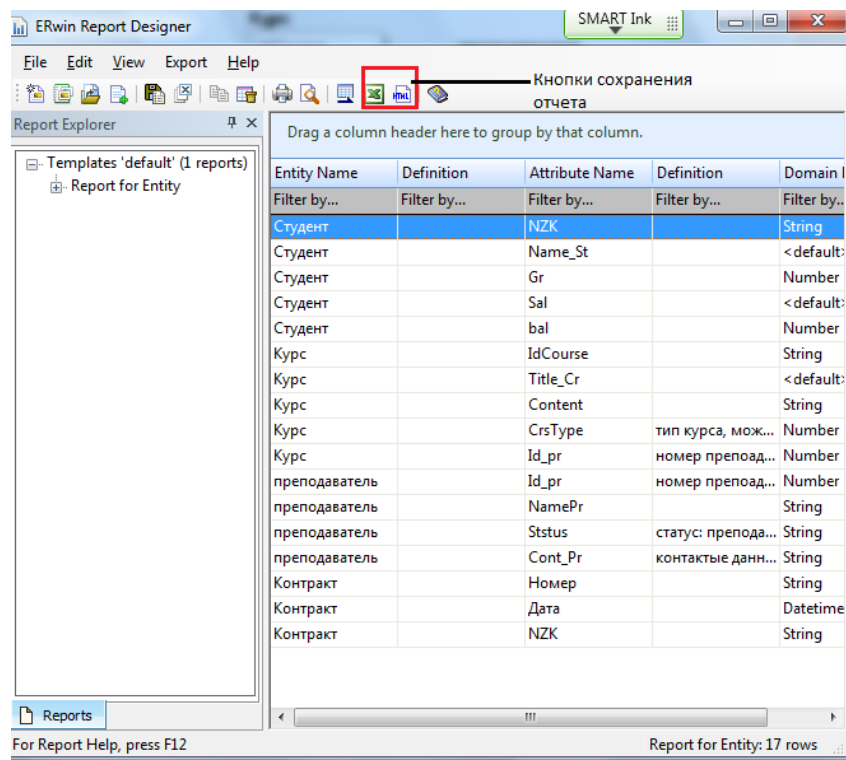 ERwin Report Designer
SMART Ink
File Edit View Export Help
HTML
Кнопки сохранения
отчета
Report Explorer
Drag a column header here to group by that column.
Templates 'default' (1 reports)
Report for Entity
Entity Name Definition Attribute Name Definition Domain
Filter by... Filter by... Filter by... Filter by... Filter by..
Студент NZK String
Студент Name_St <default>
Студент Gr Number
Студент Sal <default>
Студент bal Number
Курс IdCourse String
Курс Title_Cr <default>
Курс Content String
Курс CrsType тип курса, мож... Number
Курс Id_pr номер препоад... Number
преподаватель Id_pr номер препоад... Number
преподаватель NamePr String
преподаватель Ststus статус: препода... String
преподаватель Cont_Pr контактые данн... String
Контракт Номер String
Контракт Дата Datetime
Контракт NZK String
Reports
For Report Help, press F12 Report for Entity: 17 rows